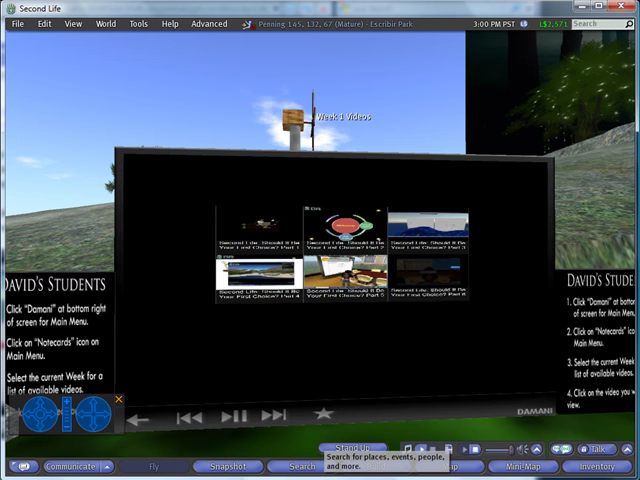 Second Life
File Edit View World Tools Help Advanced
Penning 145, 132, 67 (Mature) - Escribir Park
3:00 PM PST
L$2,571
Search
Week 1 Videos
Second Life: Should It Be
Your First Choice? Part 1
Second Life: Should It Be
Your First Choice? Part 2
Second Life: Should It Be
Your First Choice? Part 3
Second Life: Should It Be
Your First Choice? Part 4
Second Life: Should It Be
Your First Choice? Part 5
Second Life: Should It Be
Your First Choice? Part 6
DAVID'S STUDENTS
Click "Damani" at bottom right
of screen for Main Menu.
Click on "Notecards" icon on
Main Menu.
Select the current Week for a
list of available videos.
DAVID'S STUDE
1. Click "Damani" at
of screen for Main
2. Click on "Notecards"
Main Menu.
3. Select the current
list of available
4. Click on the video you
view.
DAMANI
Stand Up
Talk
Communicate
Fly
Snapshot
Search
Mini-Map
Inventory
Search for places, events, people,
and more.